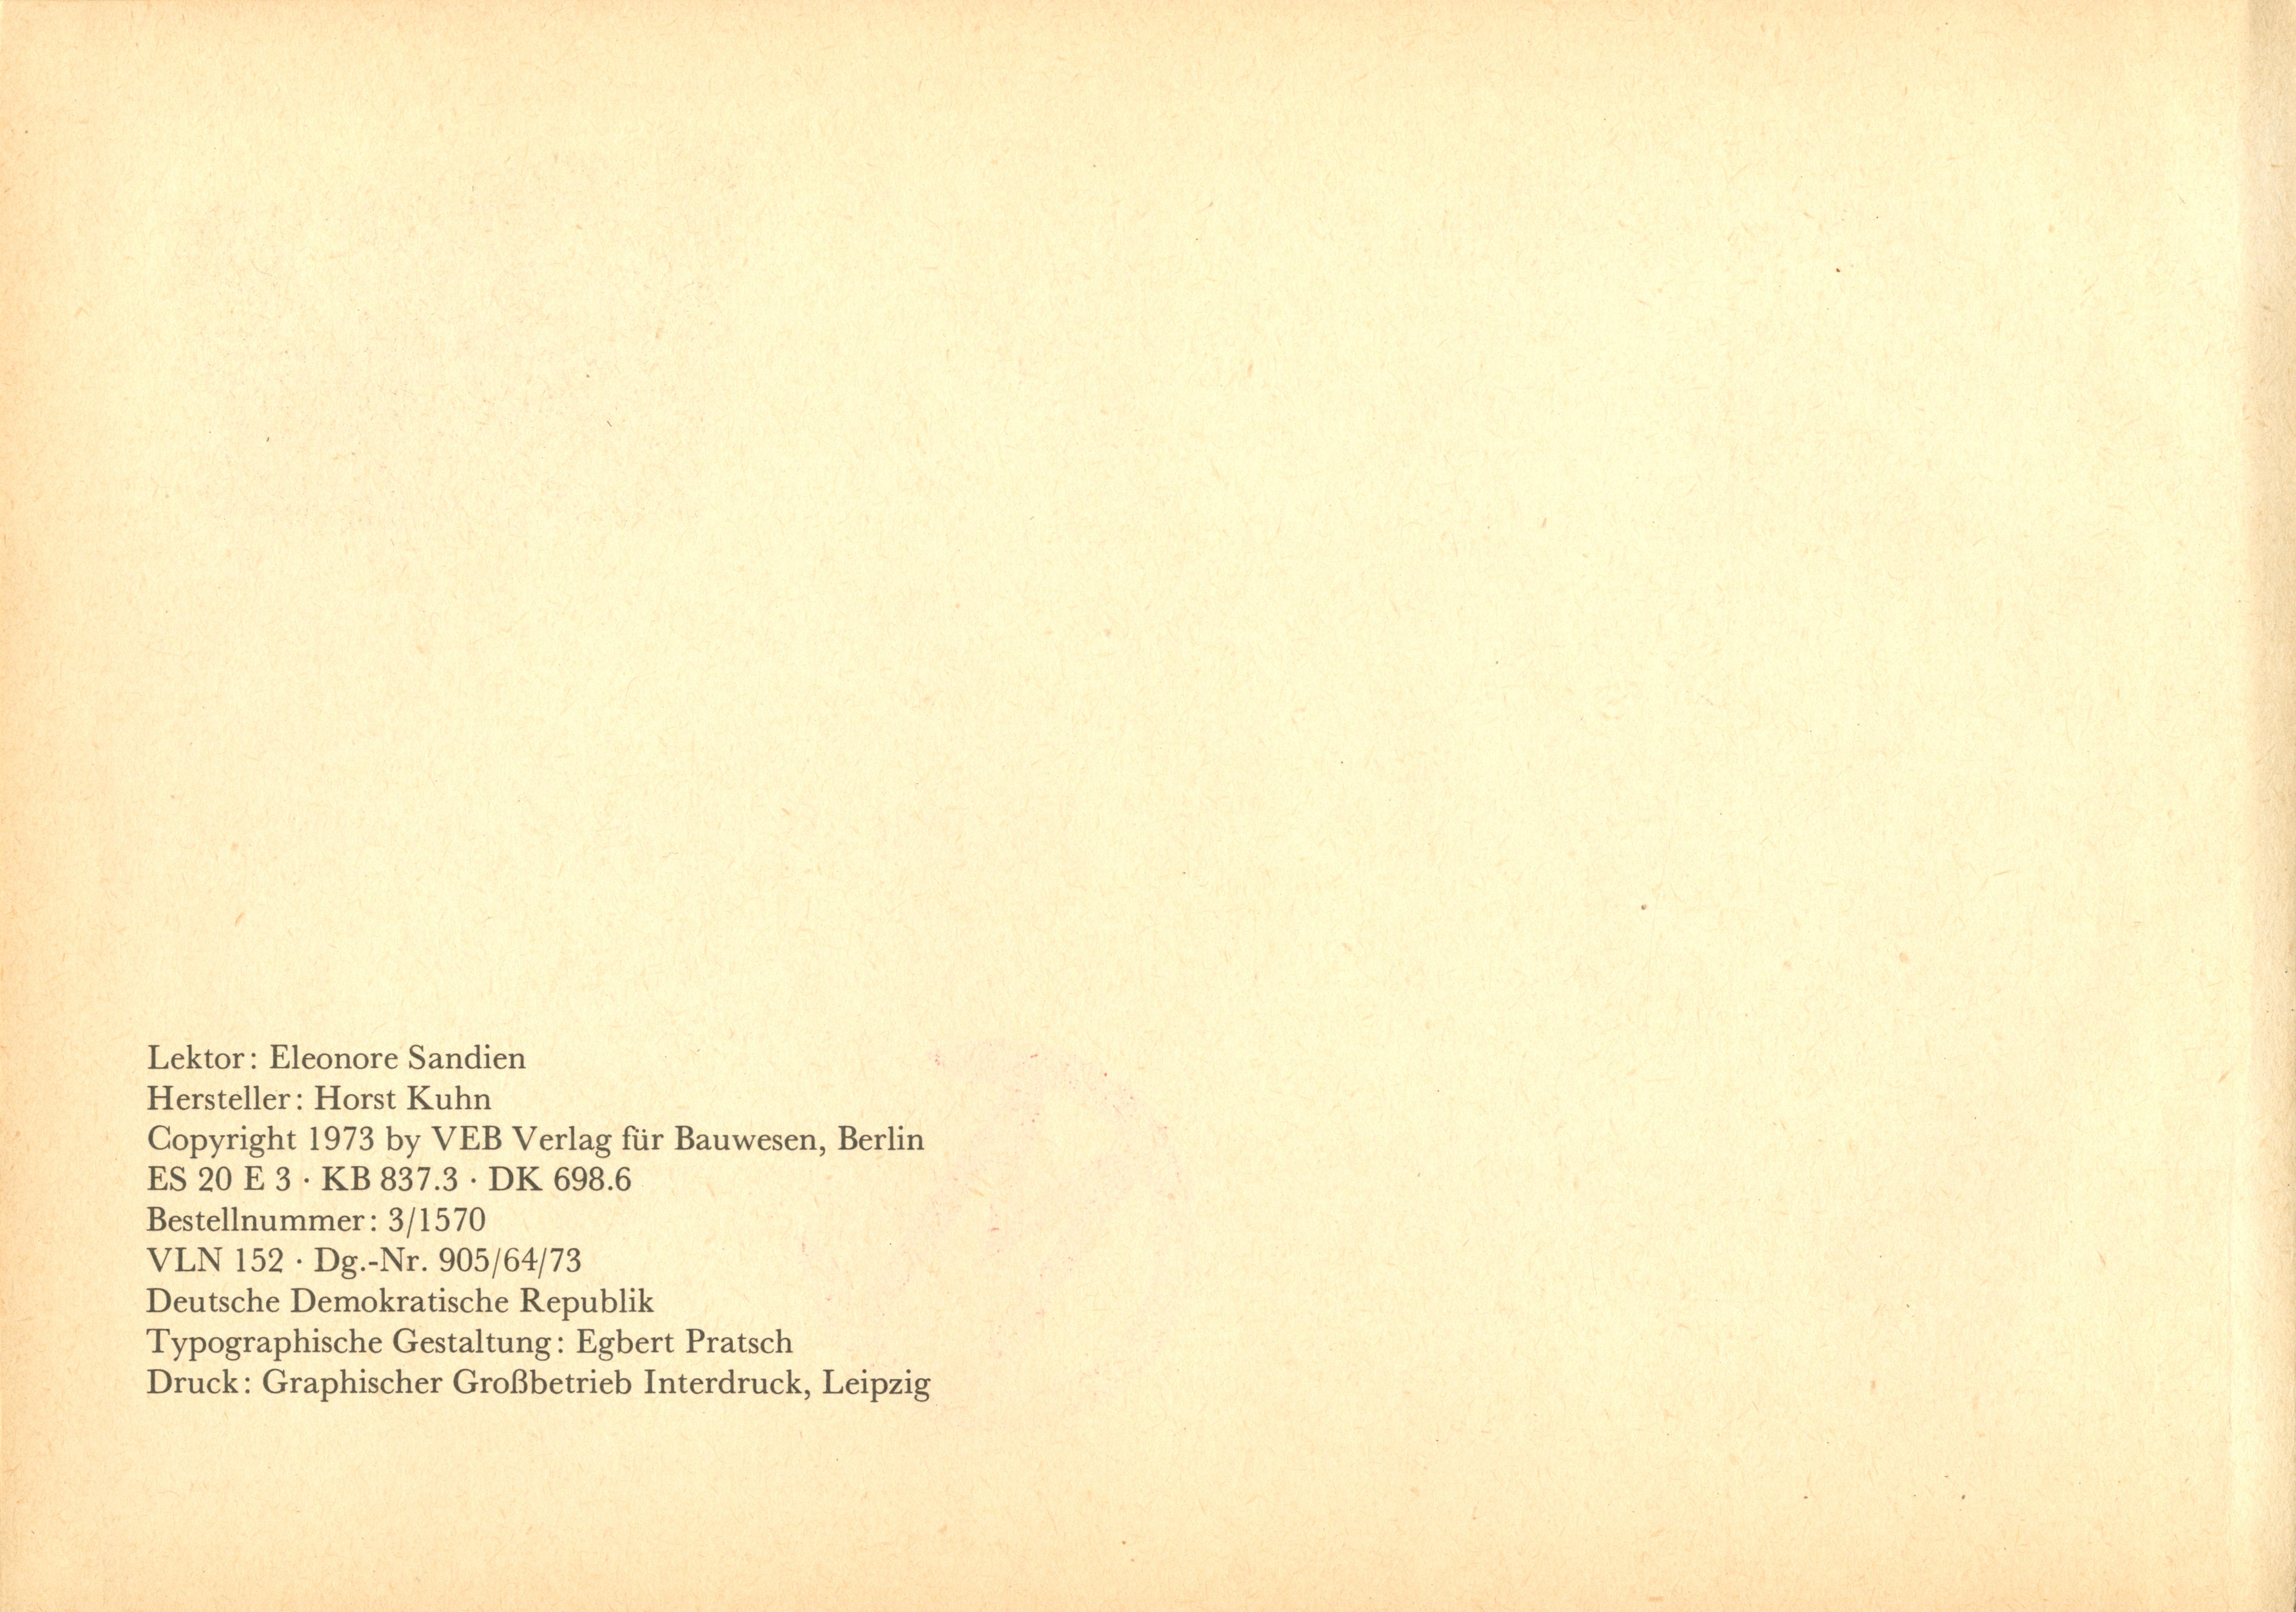 Lektor: Eleonore Sandien
Hersteller: Horst Kuhn
Copyright 1973 by VEB Verlag für Bauwesen, Berlin
ES 20 E 3 · KB 837.3 · DK 698.6
Bestellnummer: 3/1570
VLN 152 · Dg.-Nr. 905/64/73
Deutsche Demokratische Republik
Typographische Gestaltung: Egbert Pratsch
Druck: Graphischer Großbetrieb Interdruck, Leipzig